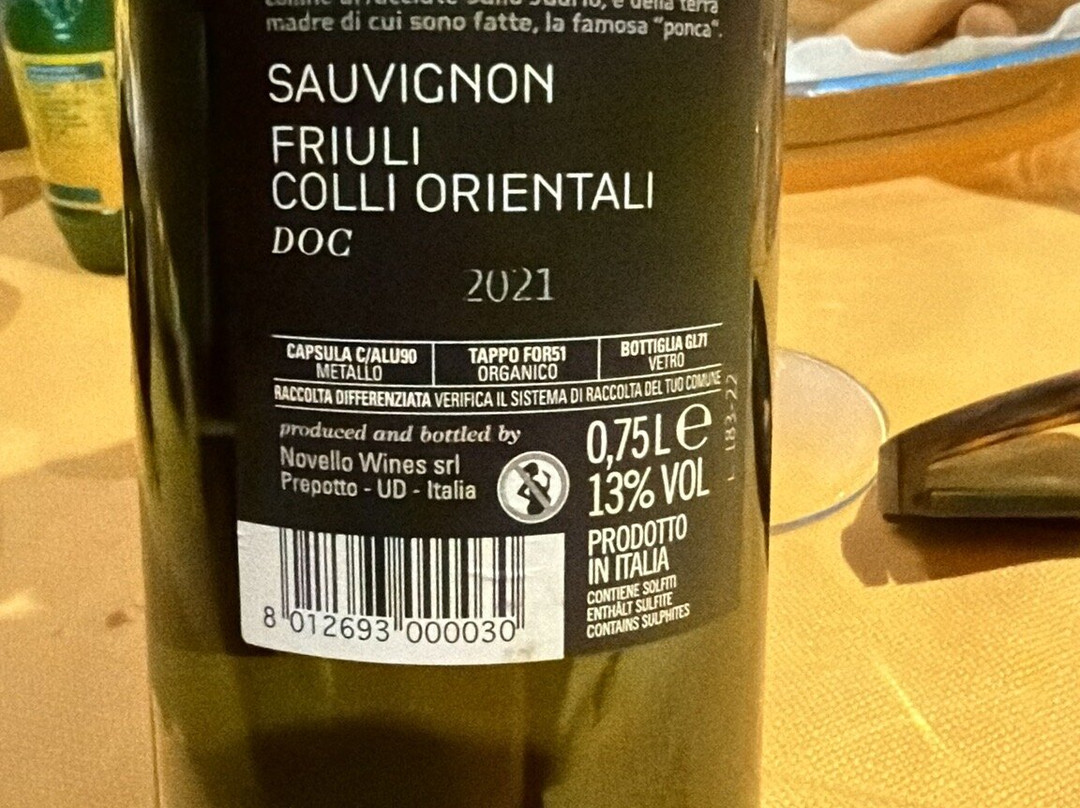 madre di cui sono fatte, la famosa "ponca".
SAUVIGNON
FRIULI
COLLI ORIENTALI
DOC
2021
CAPSULA C/ALU90
METALLO
TAPPO FOR51
ORGANICO
BOTTIGLIA GL71
VETRO
RACCOLTA DIFFERENZIATA VERIFICA IL SISTEMA DI RACCOLTA DEL TUO COMUNE
produced and bottled by
Novello Wines srl
Prepotto - UD - Italia
0,75 L e
13% VOL
L. 183-22
PRODOTTO
IN ITALIA
CONTIENE SOLFITI
ENTHÄLT SULFITE
CONTAINS SULPHITES
8 012693 000030